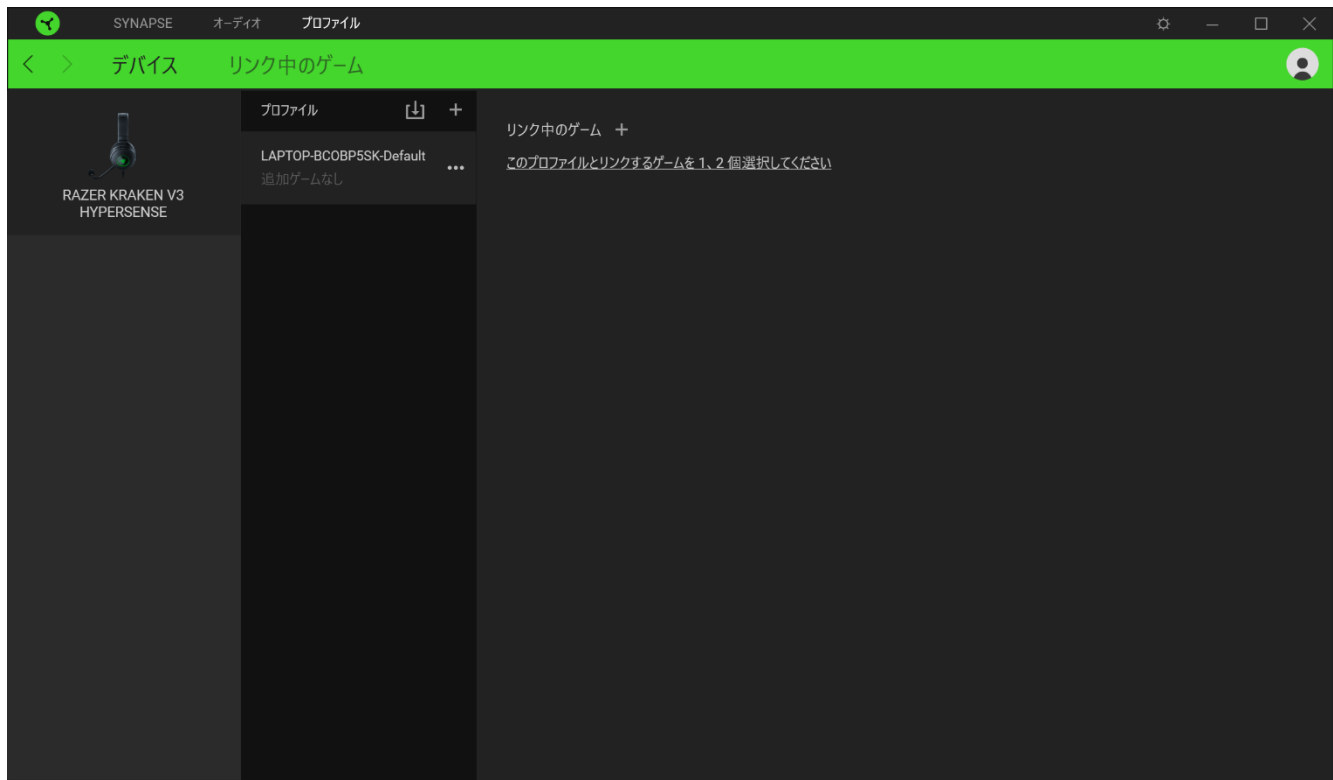 SYNAPSE オーディオ プロファイル
デバイス リンク中のゲーム
RAZER KRAKEN V3
HYPERSENSE
プロファイル
LAPTOP-BCOBP5SK-Default
追加ゲームなし
リンク中のゲーム
このプロファイルとリンクするゲームを 1、2 個選択してください